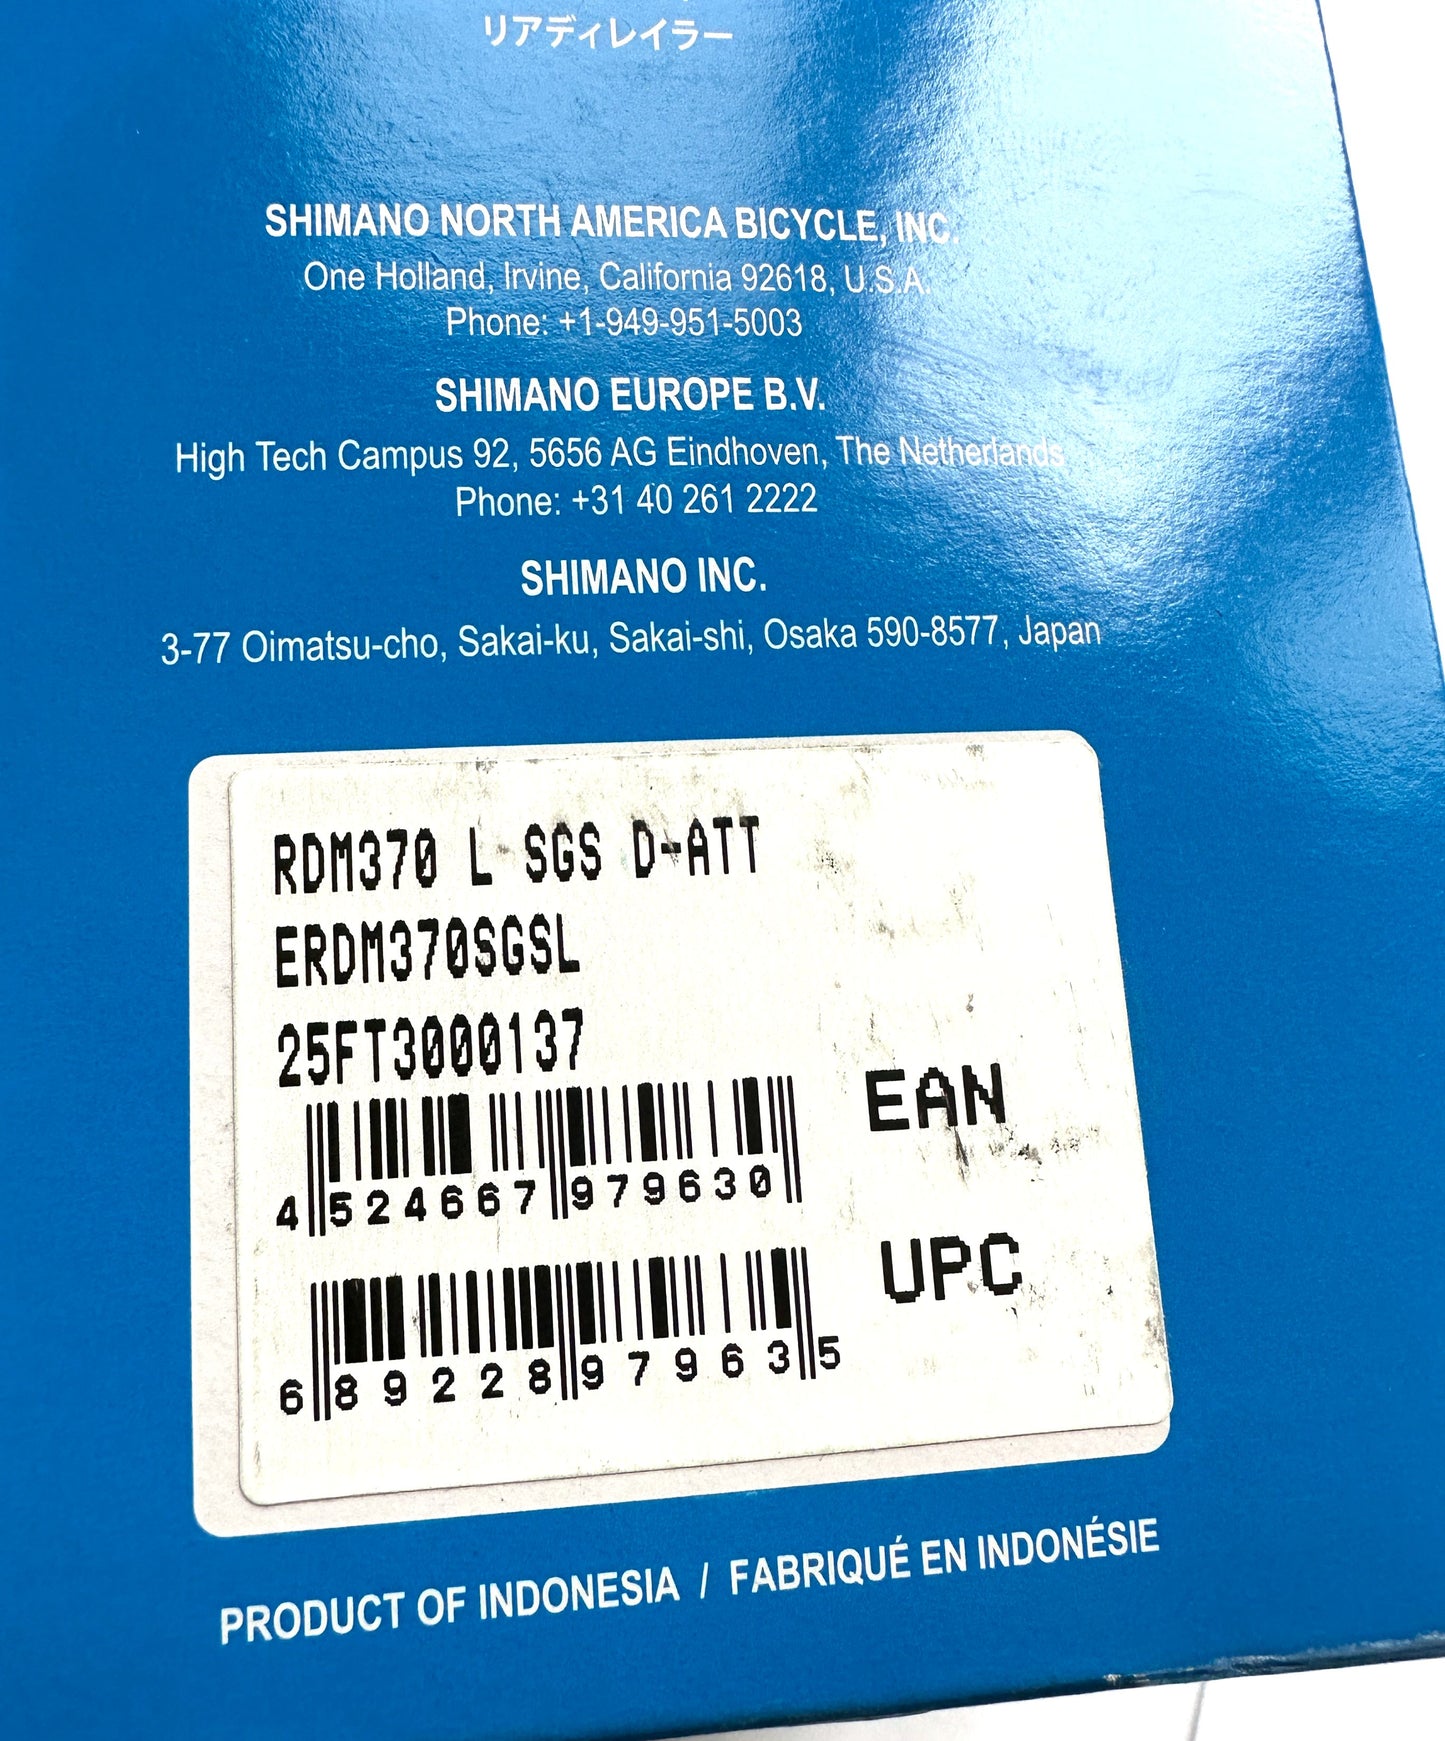 リアディレイラー
SHIMANO NORTH AMERICA BICYCLE, INC.
One Holland, Irvine, California 92618, U.S.A.
Phone: +1-949-951-5003
SHIMANO EUROPE B.V.
High Tech Campus 92, 5656 AG Eindhoven, The Netherlands
Phone: +31 40 261 2222
SHIMANO INC.
3-77 Oimatsu-cho, Sakai-ku, Sakai-shi, Osaka 590-8577, Japan
RDM370 L SGS D-ATT
ERDM370SGSL
25FT3000137
EAN
4 524667 979630
UPC
6 89228 97963 5
PRODUCT OF INDONESIA / FABRIQUÉ EN INDONÉSIE